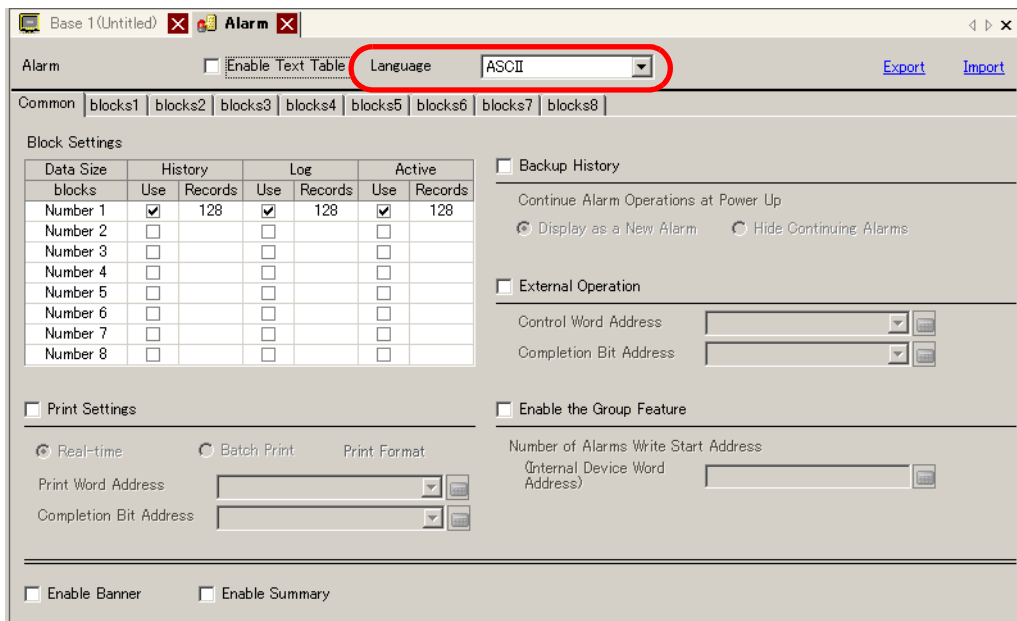 Base 1(Untitled) Alarm
Alarm Enable Text Table Language ASCII Export Import
Common blocks1 blocks2 blocks3 blocks4 blocks5 blocks6 blocks7 blocks8
Block Settings
Data Size History Log Active
blocks Use Records Use Records Use Records
Number 1 128 128 128
Number 2
Number 3
Number 4
Number 5
Number 6
Number 7
Number 8
Backup History
Continue Alarm Operations at Power Up
Display as a New Alarm Hide Continuing Alarms
External Operation
Control Word Address
Completion Bit Address
Print Settings
Real-time Batch Print Print Format
Print Word Address
Completion Bit Address
Enable the Group Feature
Number of Alarms Write Start Address
(Internal Device Word
Address)
Enable Banner Enable Summary